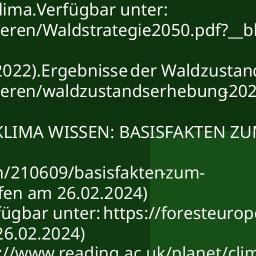 lima.Verfügbar unter:
eren/Waldstrategie2050.pdf?__bl
2022).Ergebnisse der Waldzustand
eren/waldzustandserhebung-202
KLIMA WISSEN: BASISFAKTEN ZUM
n/210609/basisfakten-zum-
fen am 26.02.2024)
fügbar unter: https://foresteurope
26.02.2024)
://www.reading.ac.uk/planet/clim